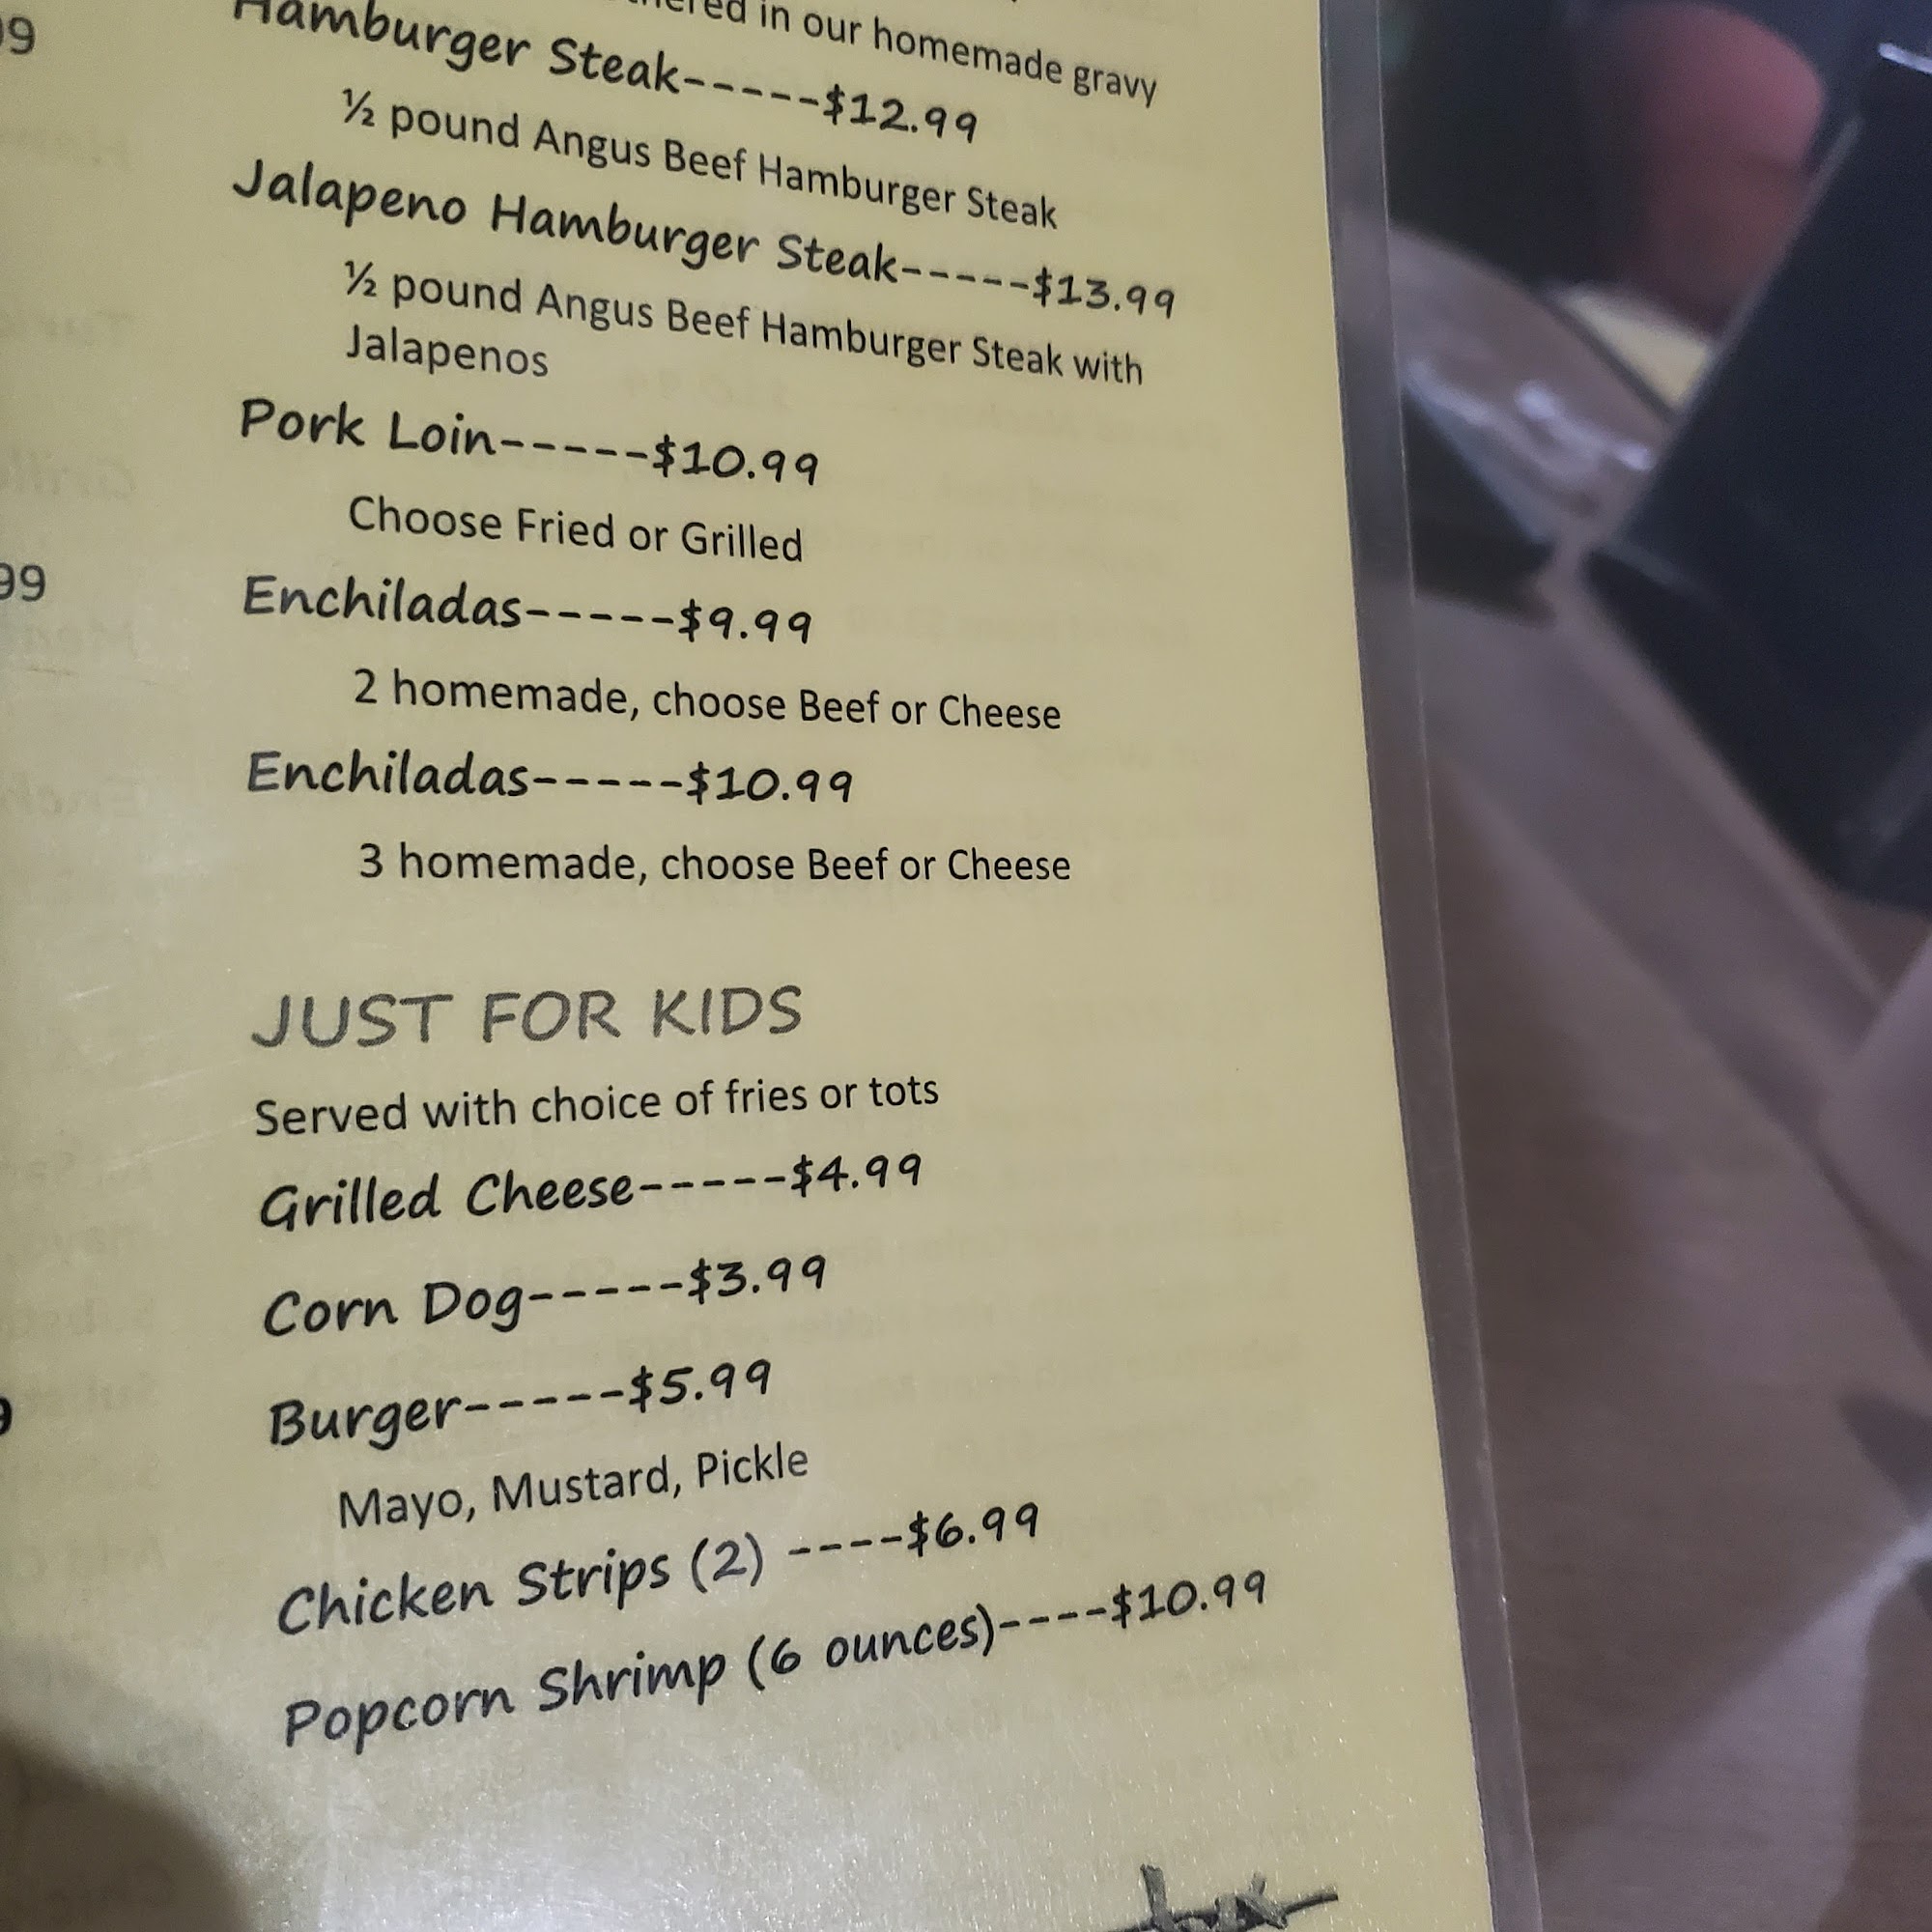 in our homemade gravy
Hamburger Steak-----$12.99
½ pound Angus Beef Hamburger Steak
Jalapeno Hamburger Steak-----$13.99
½ pound Angus Beef Hamburger Steak with
Jalapenos
Pork Loin-----$10.99
Choose Fried or Grilled
Enchiladas-----$9.99
2 homemade, choose Beef or Cheese
Enchiladas-----$10.99
3 homemade, choose Beef or Cheese
JUST FOR KIDS
Served with choice of fries or tots
Grilled Cheese-----$4.99
Corn Dog-----$3.99
Burger-----$5.99
Mayo, Mustard, Pickle
Chicken Strips (2) ----$6.99
Popcorn Shrimp (6 ounces)----$10.99